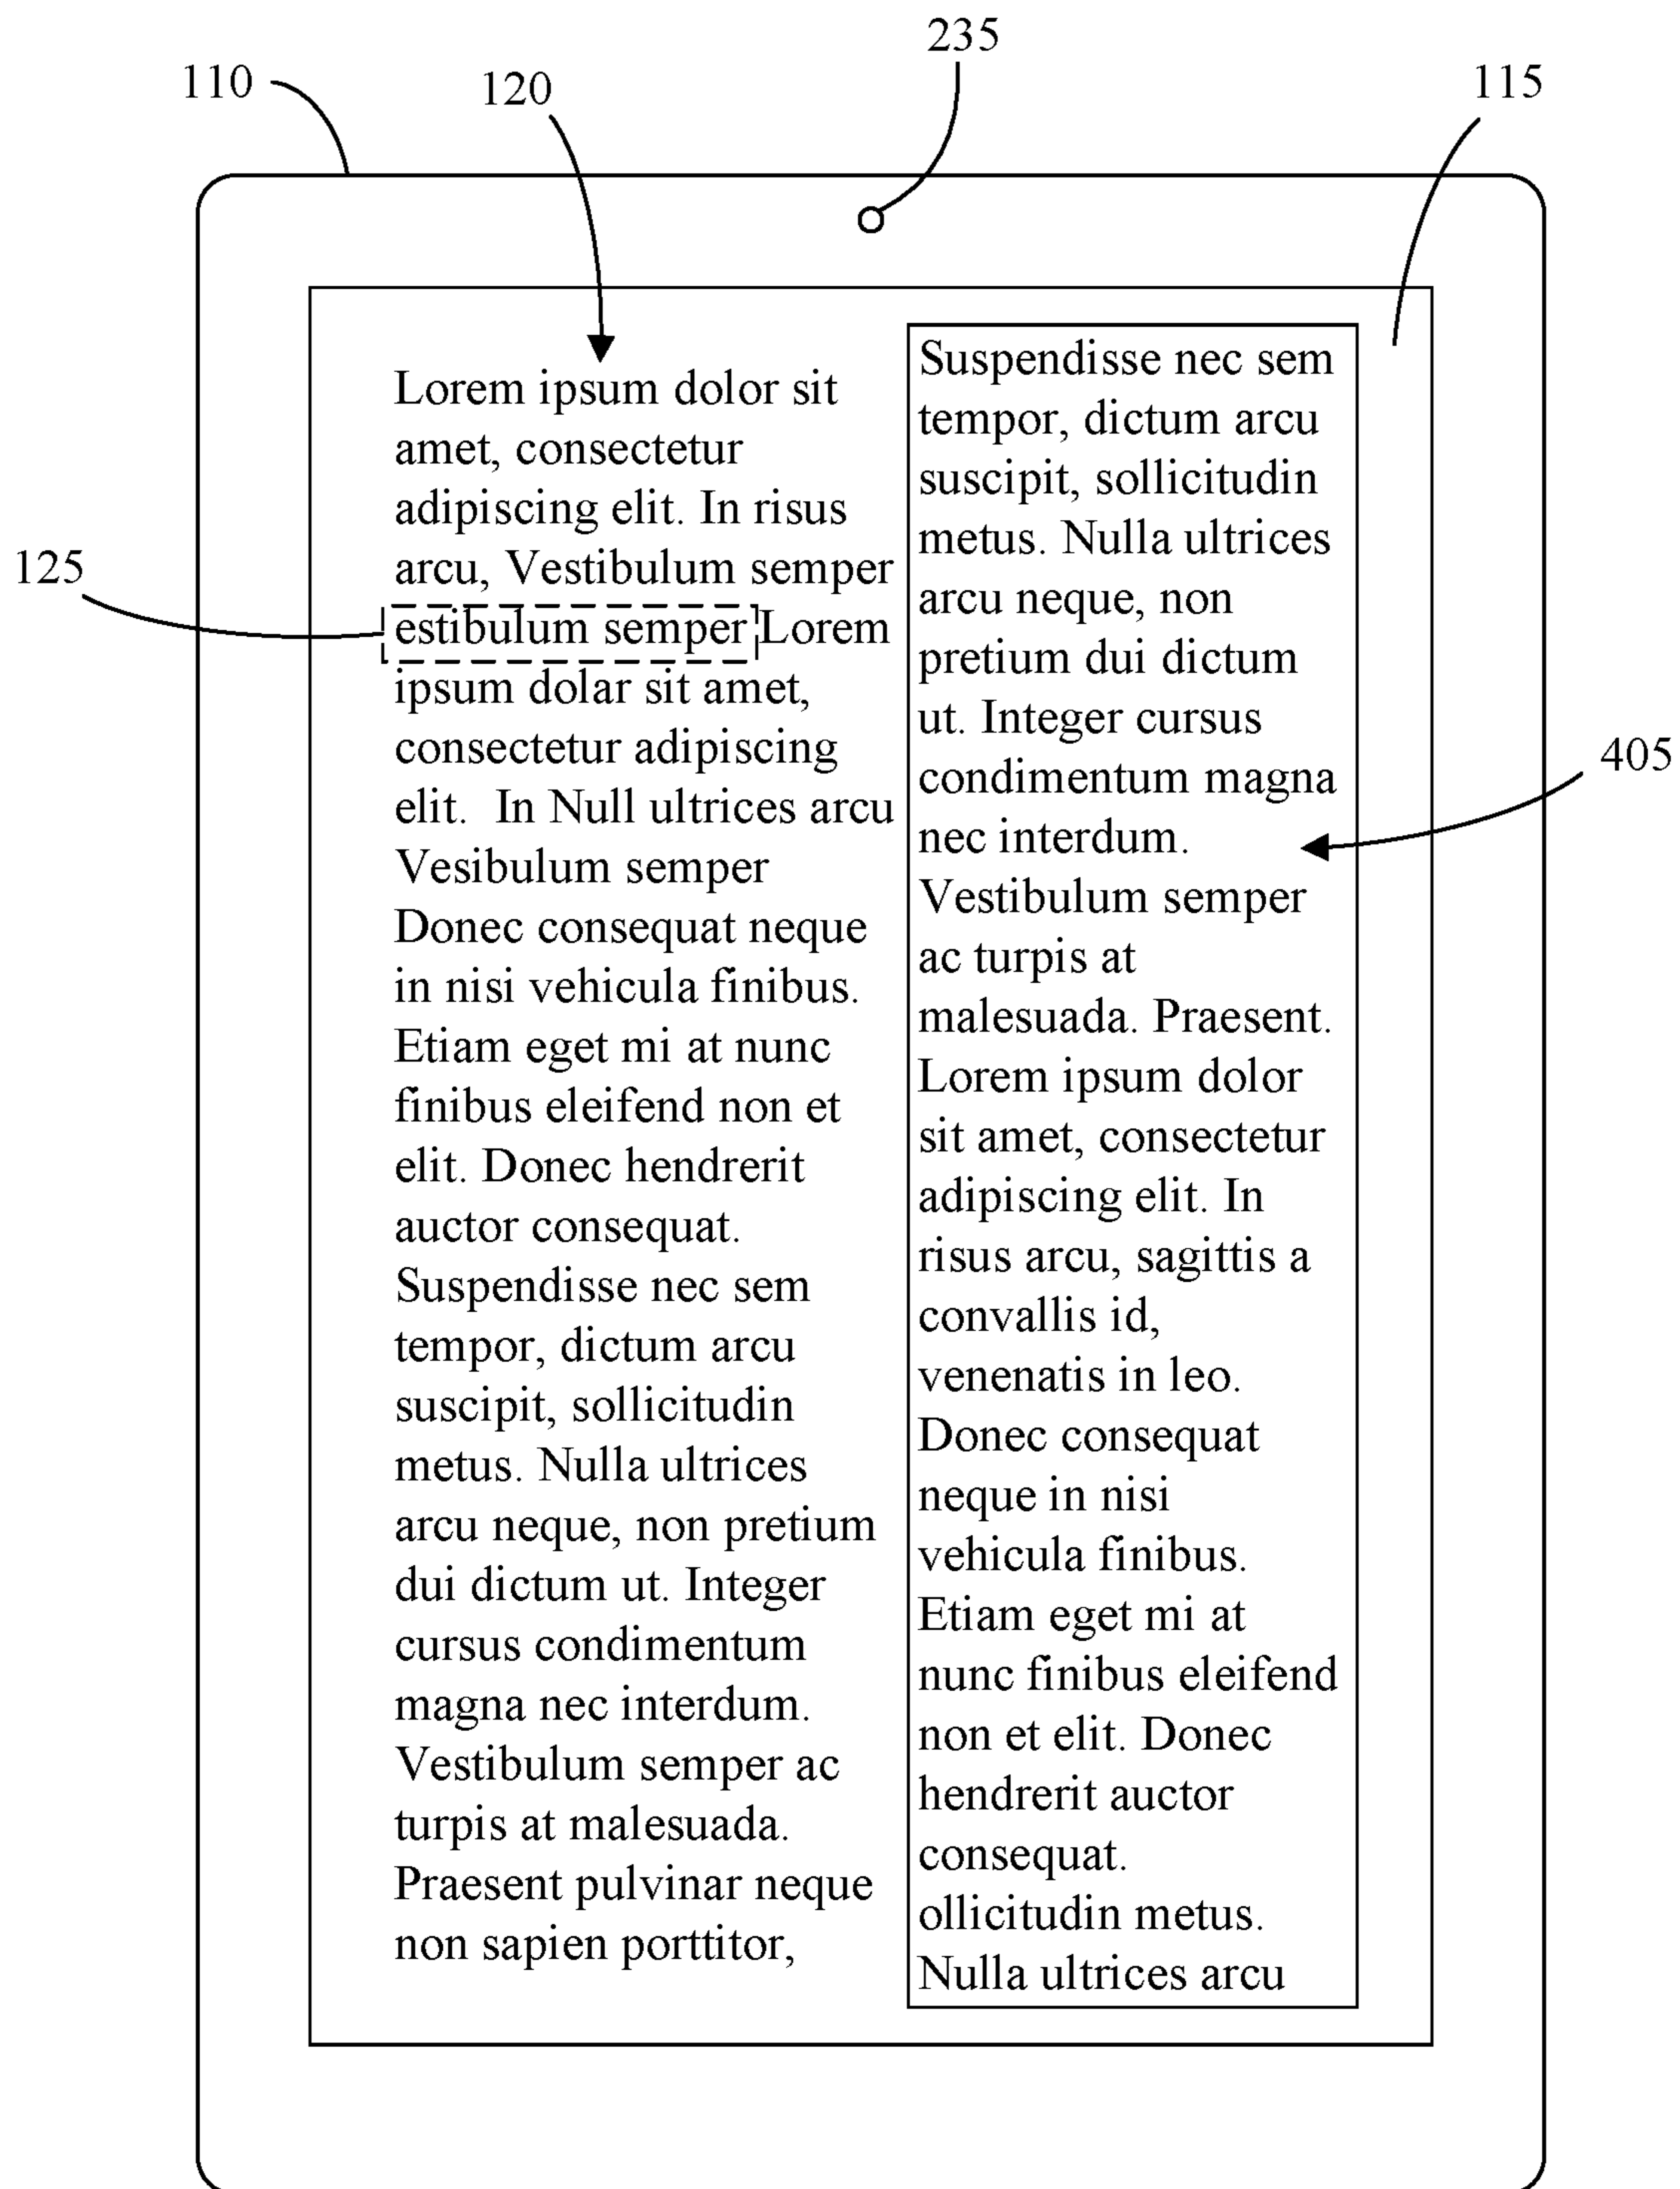 235
110
120
115
Lorem ipsum dolor sit
amet, consectetur
adipiscing elit. In risus
arcu, Vestibulum semper
125
estibulum semper Lorem
ipsum dolar sit amet,
consectetur adipiscing
elit.  In Null ultrices arcu
Vesibulum semper
Donec consequat neque
in nisi vehicula finibus.
Etiam eget mi at nunc
finibus eleifend non et
elit. Donec hendrerit
auctor consequat.
Suspendisse nec sem
tempor, dictum arcu
suscipit, sollicitudin
metus. Nulla ultrices
arcu neque, non pretium
dui dictum ut. Integer
cursus condimentum
magna nec interdum.
Vestibulum semper ac
turpis at malesuada.
Praesent pulvinar neque
non sapien porttitor,
Suspendisse nec sem
tempor, dictum arcu
suscipit, sollicitudin
metus. Nulla ultrices
arcu neque, non
pretium dui dictum
ut. Integer cursus
condimentum magna
nec interdum.
Vestibulum semper
ac turpis at
malesuada. Praesent.
Lorem ipsum dolor
sit amet, consectetur
adipiscing elit. In
risus arcu, sagittis a
convallis id,
venenatis in leo.
Donec consequat
neque in nisi
vehicula finibus.
Etiam eget mi at
nunc finibus eleifend
non et elit. Donec
hendrerit auctor
consequat.
ollicitudin metus.
Nulla ultrices arcu
405